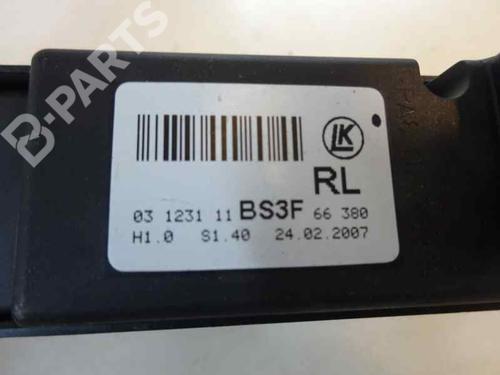 B-PARTS
LK
RL
03 1231 11 BS3F 66 380
H1.0 S1.40 24.02.2007